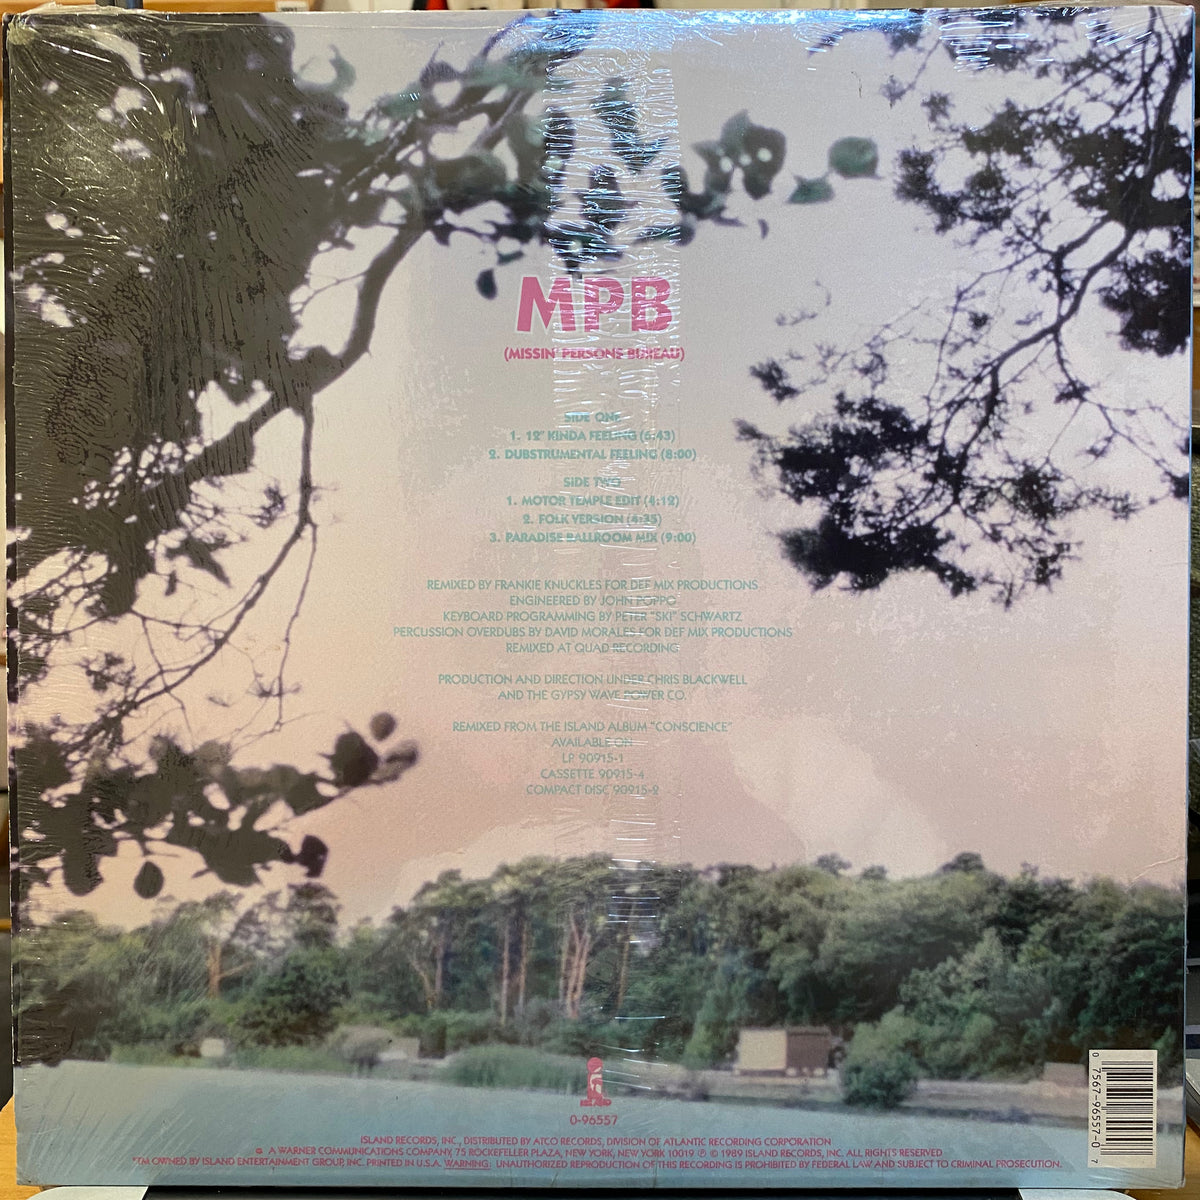 MPB
(MISSIN' PERSONS BUREAU)
SIDE ONE
1. 12" KINDA FEELING (6:43)
2. DUBSTRUMENTAL FEELING (8:00)
SIDE TWO
1. MOTOR TEMPLE EDIT (4:12)
2. FOLK VERSION (4:35)
3. PARADISE BALLROOM MIX (9:00)
REMIXED BY FRANKIE KNUCKLES FOR DEF MIX PRODUCTIONS
ENGINEERED BY JOHN POPPO
KEYBOARD PROGRAMMING BY PETER "SKI" SCHWARTZ
PERCUSSION OVERDUBS BY DAVID MORALES FOR DEF MIX PRODUCTIONS
REMIXED AT QUAD RECORDING
PRODUCTION AND DIRECTION UNDER CHRIS BLACKWELL
AND THE GYPSY WAVE POWER CO.
REMIXED FROM THE ISLAND ALBUM "CONSCIENCE"
AVAILABLE ON
LP 90915-1
CASSETTE 90915-4
COMPACT DISC 90915-2
0-96557
ISLAND RECORDS, INC., DISTRIBUTED BY ATCO RECORDS, DIVISION OF ATLANTIC RECORDING CORPORATION
A WARNER COMMUNICATIONS COMPANY, 75 ROCKEFELLER PLAZA, NEW YORK, NEW YORK 10019 ℗ © 1989 ISLAND RECORDS, INC. ALL RIGHTS RESERVED
*TM OWNED BY ISLAND ENTERTAINMENT GROUP, INC. PRINTED IN U.S.A. WARNING: UNAUTHORIZED REPRODUCTION OF THIS RECORDING IS PROHIBITED BY FEDERAL LAW AND SUBJECT TO CRIMINAL PROSECUTION.
0 7567-96557-0 7